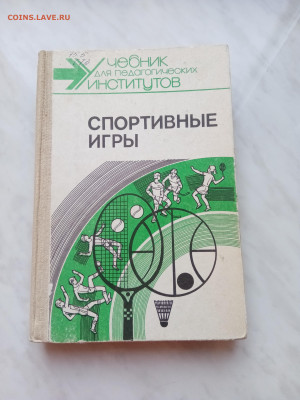 COINS.LAVE.RU
Учебник
для педагогических
институтов
СПОРТИВНЫЕ
ИГРЫ